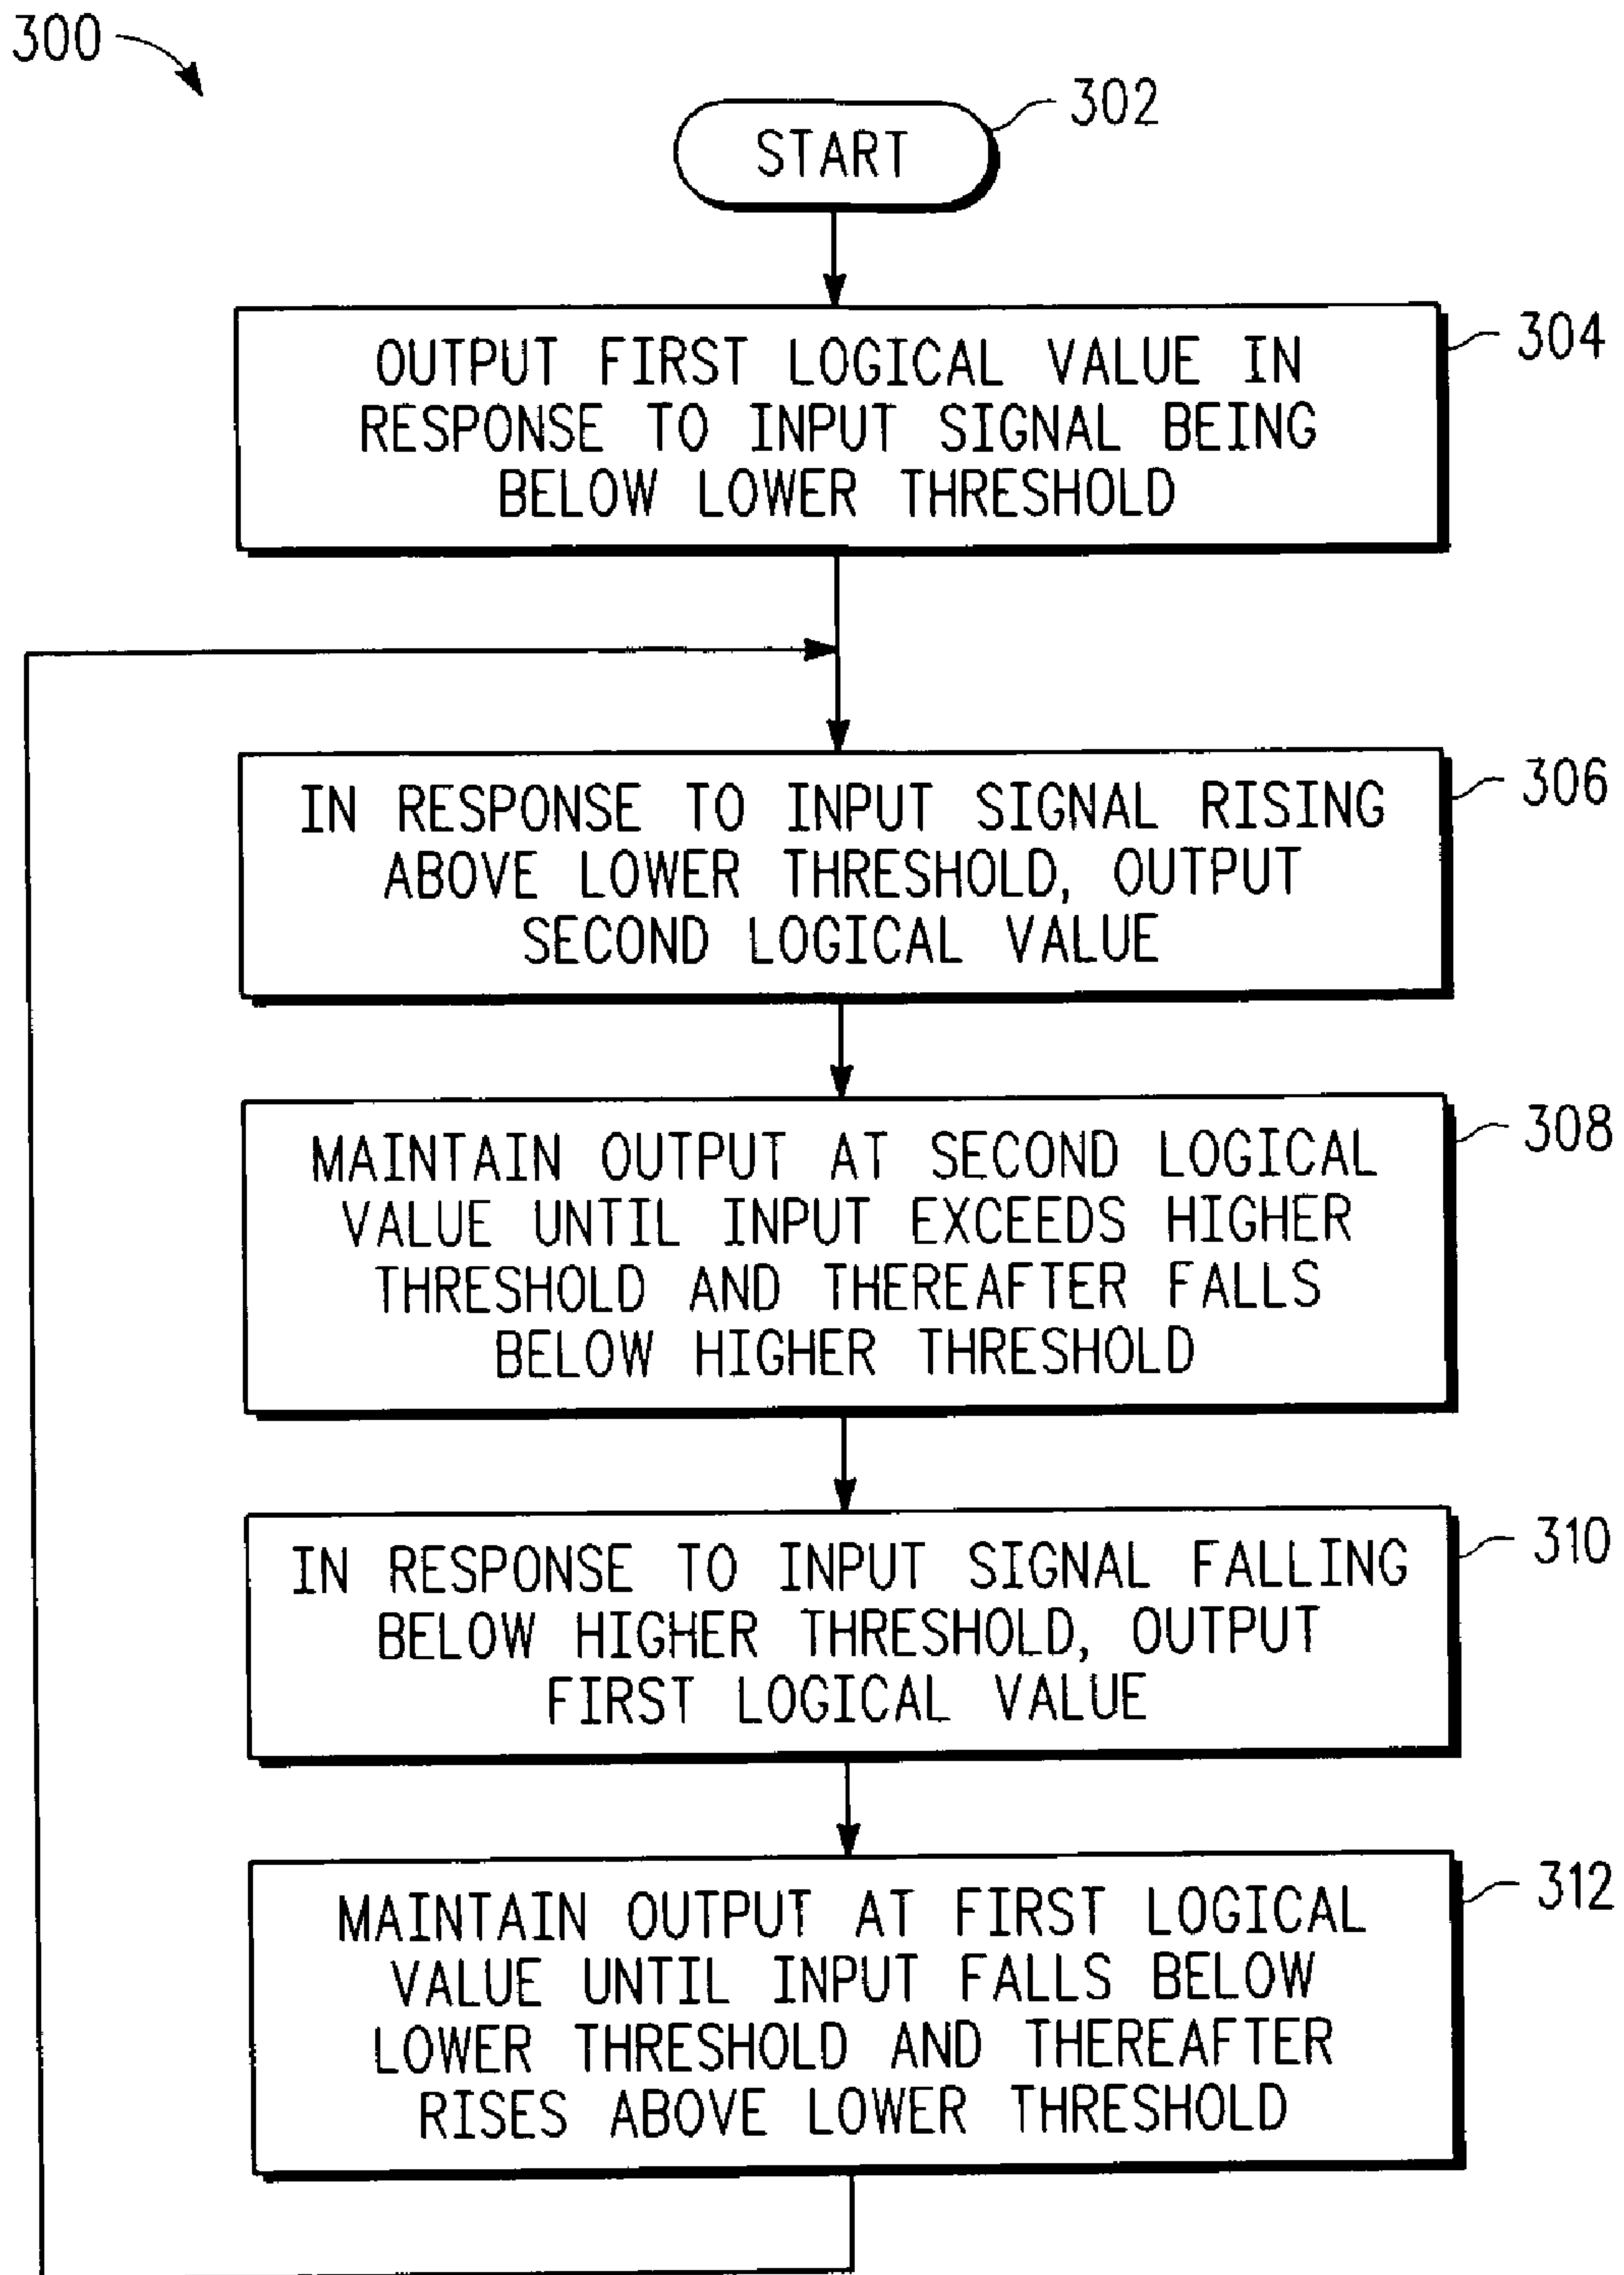 300
302
START
304
OUTPUT FIRST LOGICAL VALUE IN
RESPONSE TO INPUT SIGNAL BEING
BELOW LOWER THRESHOLD
306
IN RESPONSE TO INPUT SIGNAL RISING
ABOVE LOWER THRESHOLD, OUTPUT
SECOND LOGICAL VALUE
308
MAINTAIN OUTPUT AT SECOND LOGICAL
VALUE UNTIL INPUT EXCEEDS HIGHER
THRESHOLD AND THEREAFTER FALLS
BELOW HIGHER THRESHOLD
310
IN RESPONSE TO INPUT SIGNAL FALLING
BELOW HIGHER THRESHOLD, OUTPUT
FIRST LOGICAL VALUE
312
MAINTAIN OUTPUT AT FIRST LOGICAL
VALUE UNTIL INPUT FALLS BELOW
LOWER THRESHOLD AND THEREAFTER
RISES ABOVE LOWER THRESHOLD